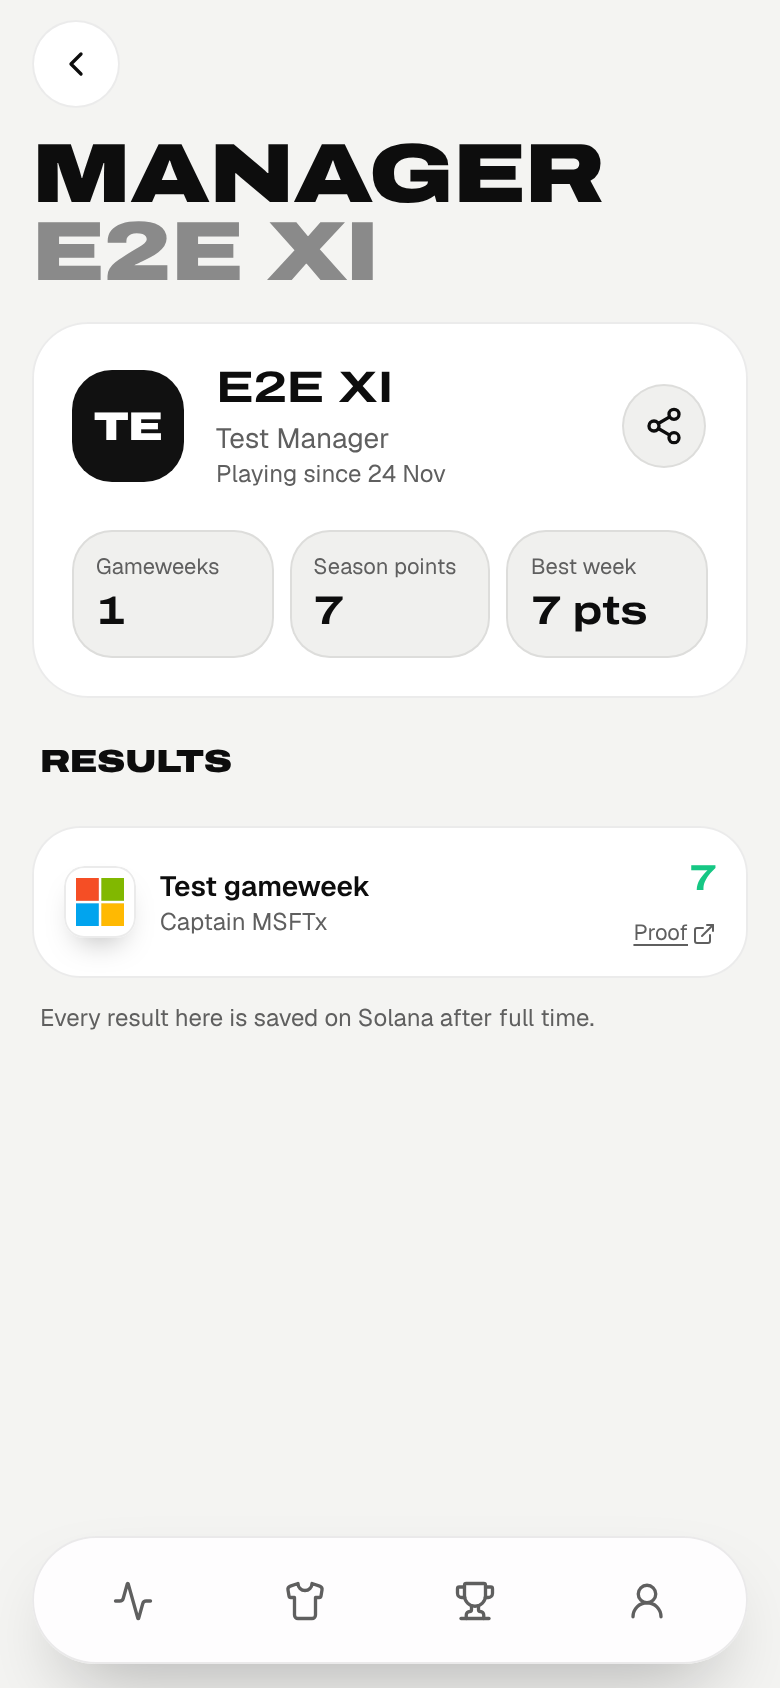 MANAGER
E2E XI
TE
E2E XI
Test Manager
Playing since 24 Nov
Gameweeks
1
Season points
7
Best week
7 pts
RESULTS
Test gameweek
Captain MSFTx
7
Proof
Every result here is saved on Solana after full time.